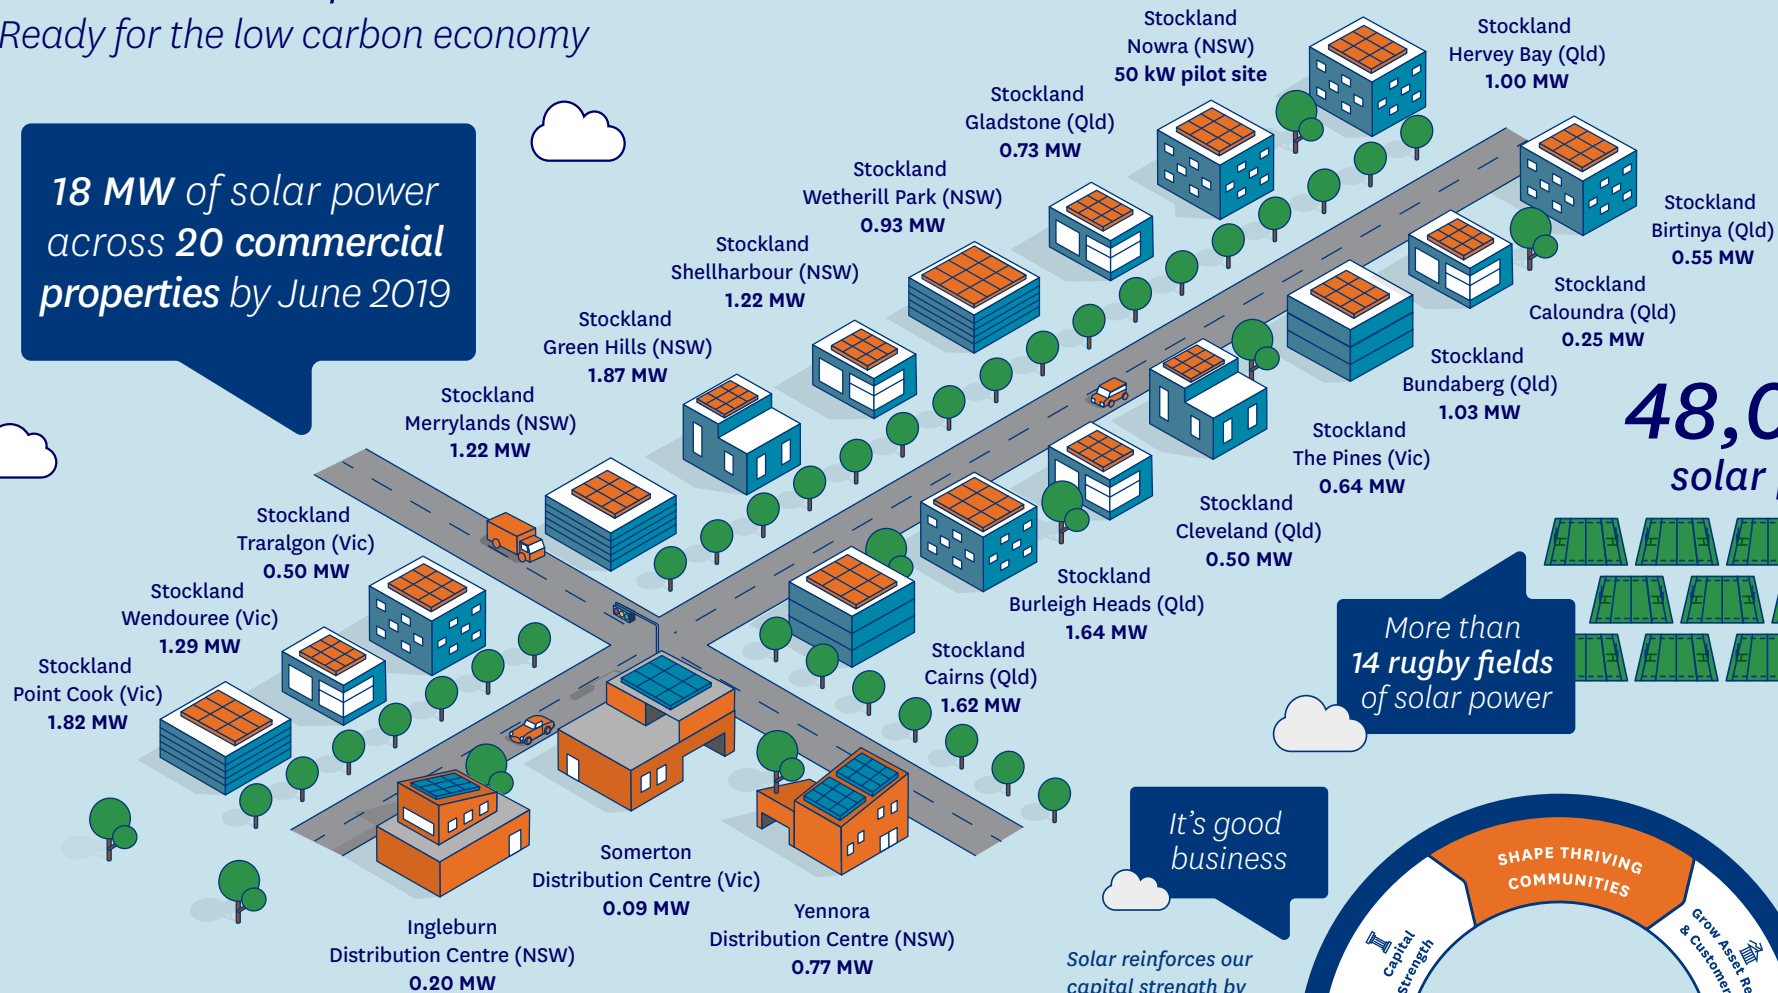 Ready for the low carbon economy
18 MW of solar power
across 20 commercial
properties by June 2019
Stockland
Nowra (NSW)
50 kW pilot site
Stockland
Hervey Bay (Qld)
1.00 MW
Stockland
Gladstone (Qld)
0.73 MW
Stockland
Wetherill Park (NSW)
0.93 MW
Stockland
Birtinya (Qld)
0.55 MW
Stockland
Shellharbour (NSW)
1.22 MW
Stockland
Caloundra (Qld)
0.25 MW
Stockland
Green Hills (NSW)
1.87 MW
Stockland
Bundaberg (Qld)
1.03 MW
Stockland
Merrylands (NSW)
1.22 MW
Stockland
The Pines (Vic)
0.64 MW
48,0
solar
Stockland
Cleveland (Qld)
0.50 MW
Stockland
Traralgon (Vic)
0.50 MW
Stockland
Burleigh Heads (Qld)
1.64 MW
Stockland
Wendouree (Vic)
1.29 MW
More than
14 rugby fields
of solar power
Stockland
Cairns (Qld)
1.62 MW
Stockland
Point Cook (Vic)
1.82 MW
It's good
business
Somerton
Distribution Centre (Vic)
0.09 MW
Yennora
Distribution Centre (NSW)
0.77 MW
Ingleburn
Distribution Centre (NSW)
0.20 MW
Solar reinforces our
capital strength by
SHAPE THRIVING
COMMUNITIES
Capital
Strength
Grow Asset Re
& Customer